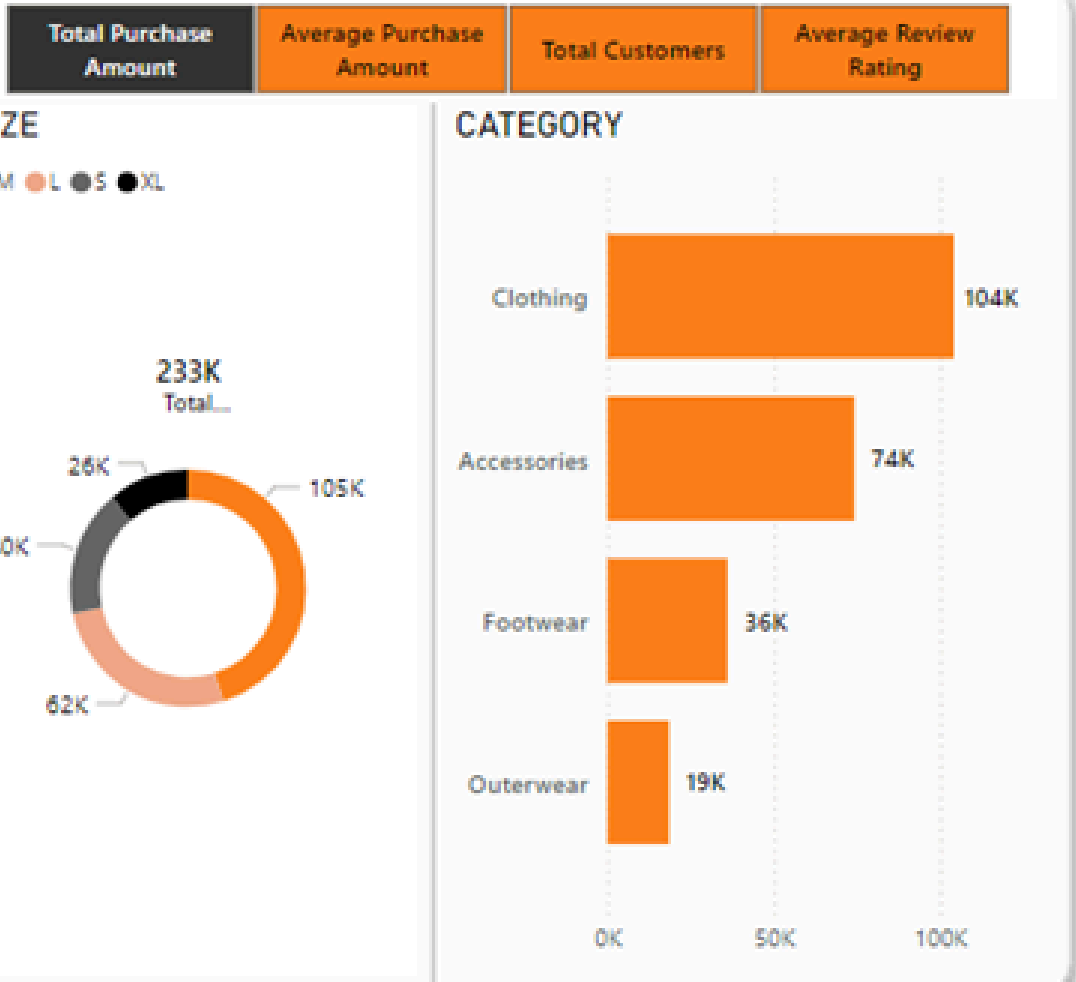 Total Purchase
Amount
Average Purchase
Amount
Total Customers
Average Review
Rating
ZE
M L S XL
233K
Total...
26K
105K
0K
62K
CATEGORY
Clothing
104K
Accessories
74K
Footwear
36K
Outerwear
19K
0K
50K
100K